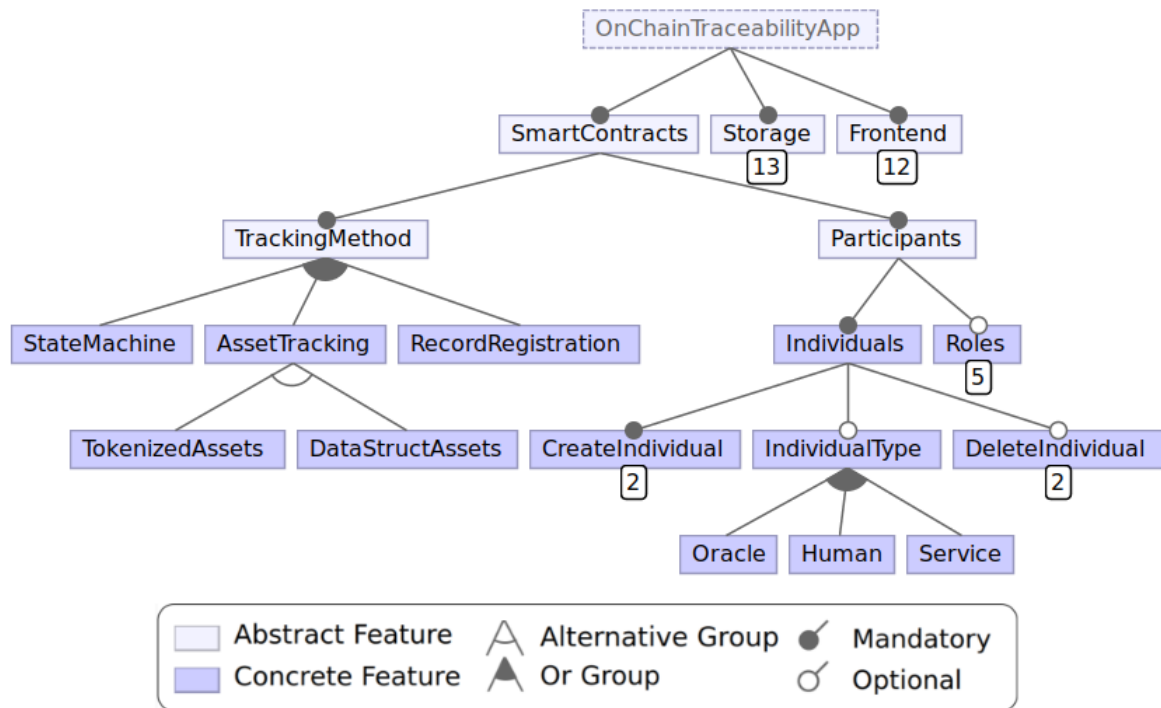 OnChainTraceabilityApp
SmartContracts Storage Frontend
13 12
TrackingMethod Participants
StateMachine AssetTracking RecordRegistration Individuals Roles
5
TokenizedAssets DataStructAssets CreateIndividual IndividualType DeleteIndividual
2 2
Oracle Human Service
Abstract Feature Alternative Group Mandatory
Concrete Feature Or Group Optional